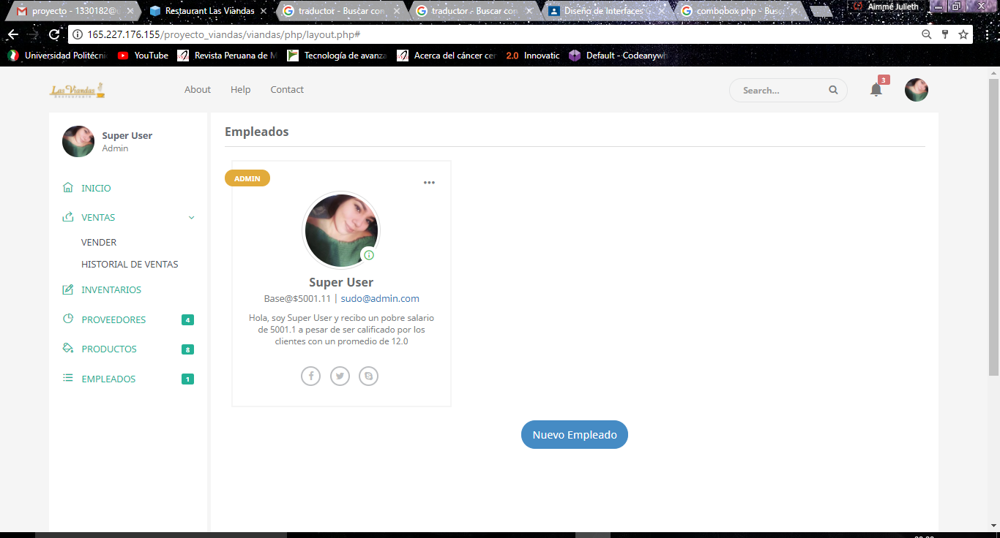 proyecto - 1330182@
Restaurant Las Viandas
traductor - Buscar con
traductor - Buscar con
Diseño de Interfaces
combobox php - Bus
Aimmé Julieth
165.227.176.155/proyecto_viandas/viandas/php/layout.php#
Universidad Politécni
YouTube
Revista Peruana de M
Tecnología de avanza
Acerca del cáncer cer
2.0 Innovatic
Default - Codeanywh
Las Viandas
About
Help
Contact
Search...
3
Super User
Admin
INICIO
VENTAS
VENDER
HISTORIAL DE VENTAS
INVENTARIOS
PROVEEDORES 4
PRODUCTOS 8
EMPLEADOS 1
Empleados
ADMIN
Super User
Base@$5001.11 | sudo@admin.com
Hola, soy Super User y recibo un pobre salario
de 5001.1 a pesar de ser calificado por los
clientes con un promedio de 12.0
Nuevo Empleado